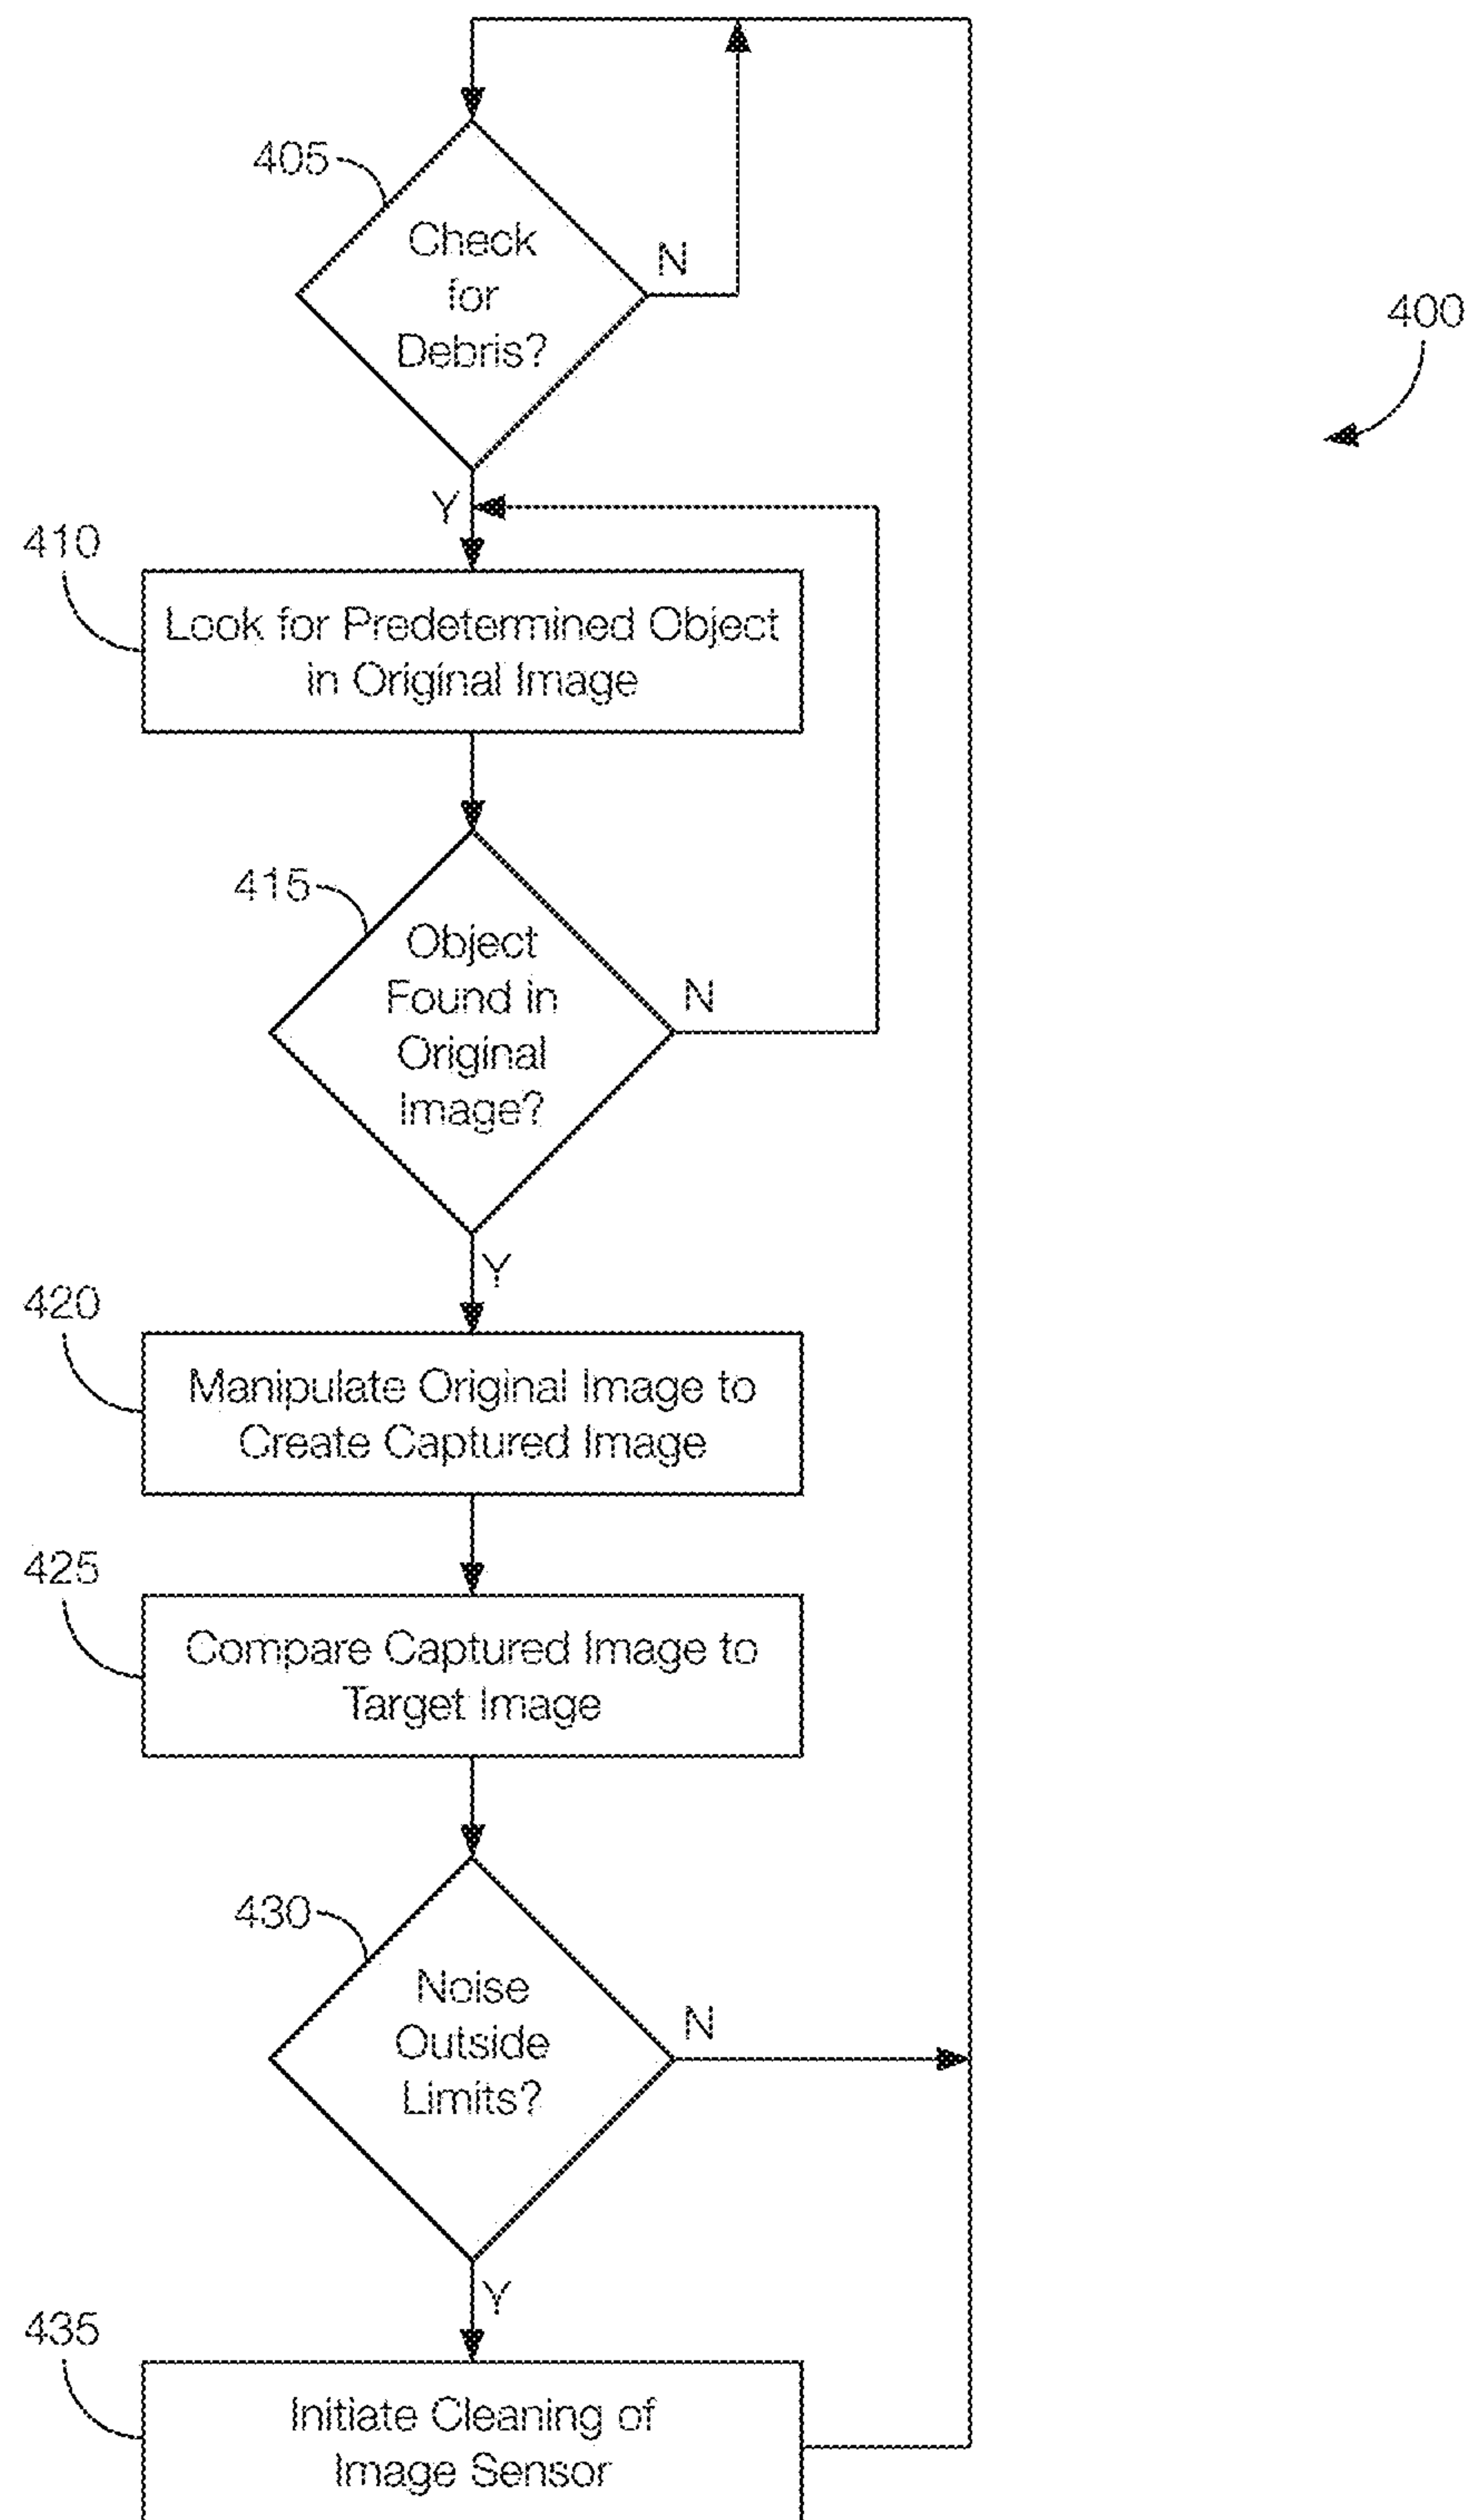 405
Check
for
Debris?
N
400
Y
410
Look for Predetermined Object
in Original Image
415
Object
Found in
Original
Image?
N
Y
420
Manipulate Original Image to
Create Captured Image
425
Compare Captured Image to
Target Image
430
Noise
Outside
Limits?
N
Y
435
Initiate Cleaning of
Image Sensor